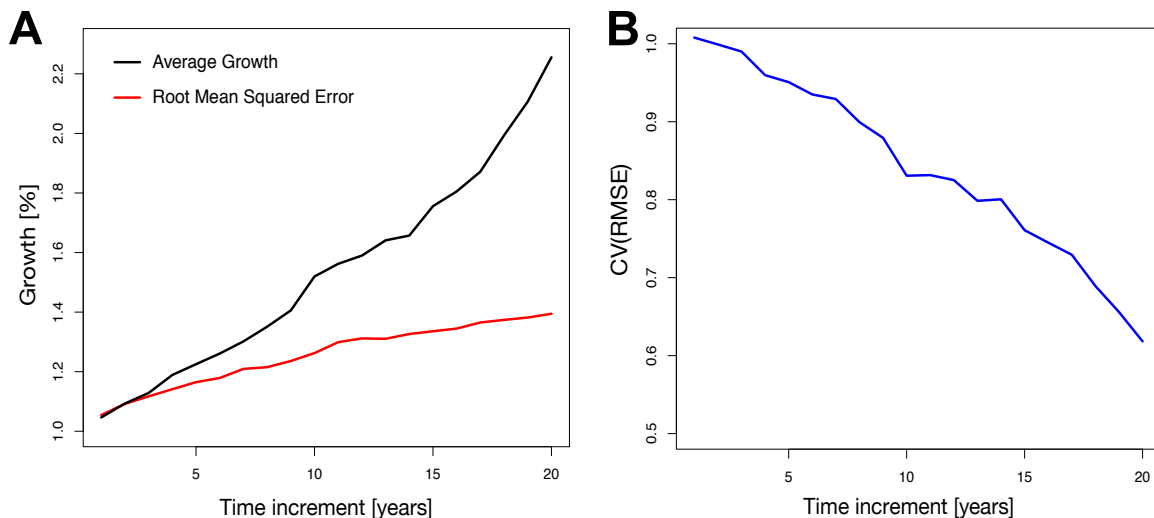 A
Average Growth
Root Mean Squared Error
Growth [%]
2.2
2.0
1.8
1.6
1.4
1.2
1.0
5
10
15
20
Time increment [years]
B
CV(RMSE)
1.0
0.9
0.8
0.7
0.6
0.5
5
10
15
20
Time increment [years]